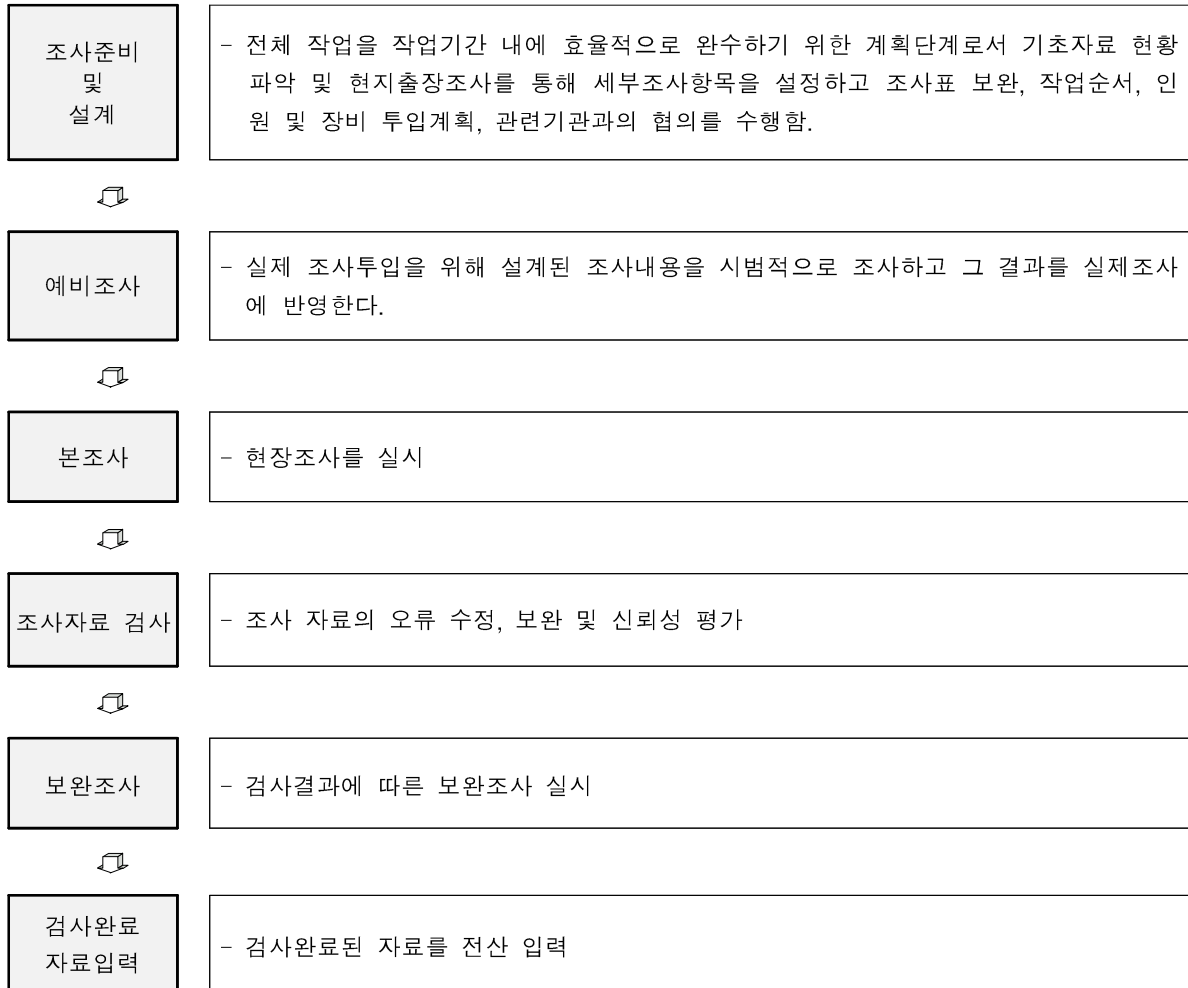 조사준비
및
설계
- 전체 작업을 작업기간 내에 효율적으로 완수하기 위한 계획단계로서 기초자료 현황
파악 및 현지출장조사를 통해 세부조사항목을 설정하고 조사표 보완, 작업순서, 인
원 및 장비 투입계획, 관련기관과의 협의를 수행함.
예비조사
- 실제 조사투입을 위해 설계된 조사내용을 시범적으로 조사하고 그 결과를 실제조사
에 반영한다.
본조사
- 현장조사를 실시
조사자료 검사
- 조사 자료의 오류 수정, 보완 및 신뢰성 평가
보완조사
- 검사결과에 따른 보완조사 실시
검사완료
자료입력
- 검사완료된 자료를 전산 입력